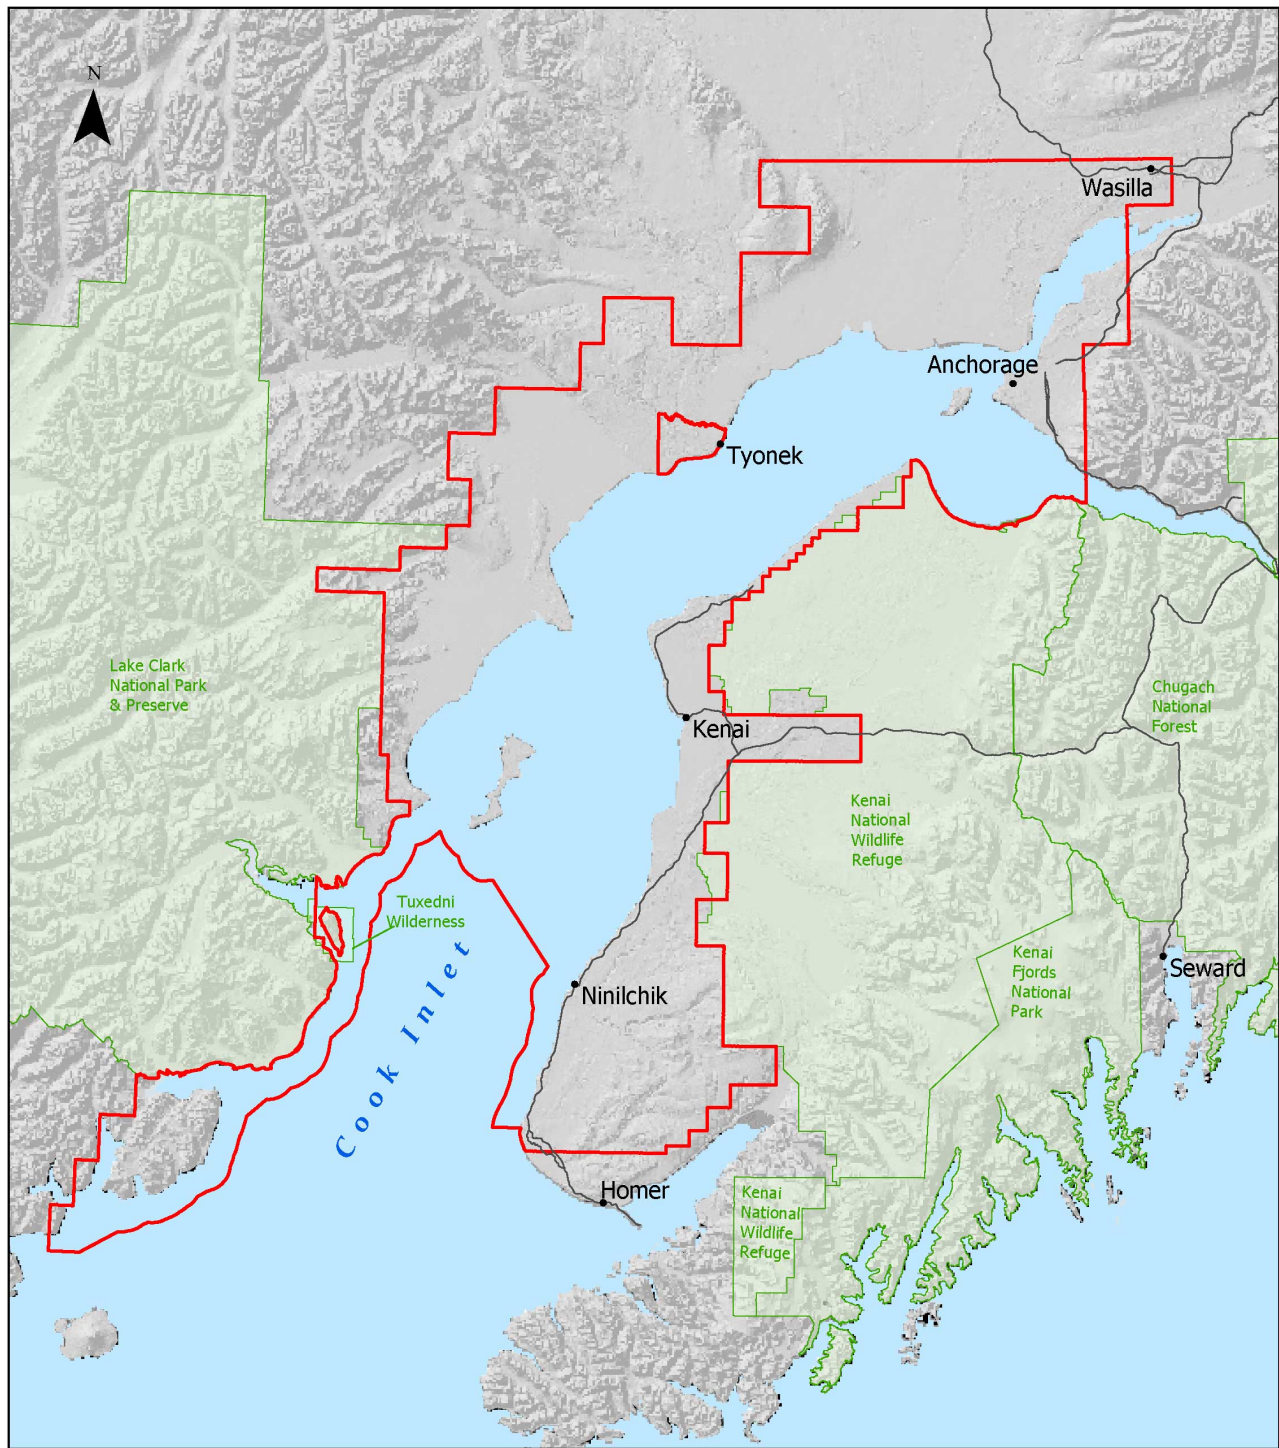 N
Wasilla
Anchorage
Tyonek
Lake Clark
National Park
& Preserve
Chugach
National
Forest
Kenai
Kenai
National
Wildlife
Refuge
Tuxedni
Wilderness
Kenai
Fjords
National
Park
Seward
Ninilchik
Cook Inlet
Homer
Kenai
National
Wildlife
Refuge